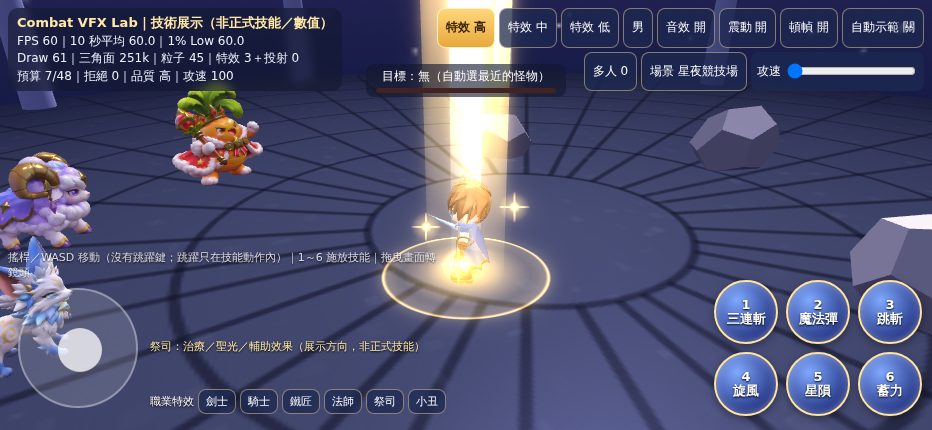 Combat VFX Lab｜技術展示（非正式技能／數值）
FPS 60｜10 秒平均 60.0｜1% Low 60.0
Draw 61｜三角面 251k｜粒子 45｜特效 3＋投射 0
預算 7/48｜拒絕 0｜品質 高｜攻速 100
特效 高
特效 中
特效 低
男
音效 開
震動 開
頓幀 開
自動示範 關
多人 0
場景 星夜競技場
攻速
目標：無（自動選最近的怪物）
搖桿／WASD 移動（沒有跳躍鍵；跳躍只在技能動作內）｜1~6 施放技能｜拖曳畫面轉
鏡頭
祭司：治療／聖光／輔助效果（展示方向，非正式技能）
職業特效
劍士
騎士
鐵匠
法師
祭司
小丑
1
三連斬
2
魔法彈
3
跳斬
4
旋風
5
星隕
6
蓄力